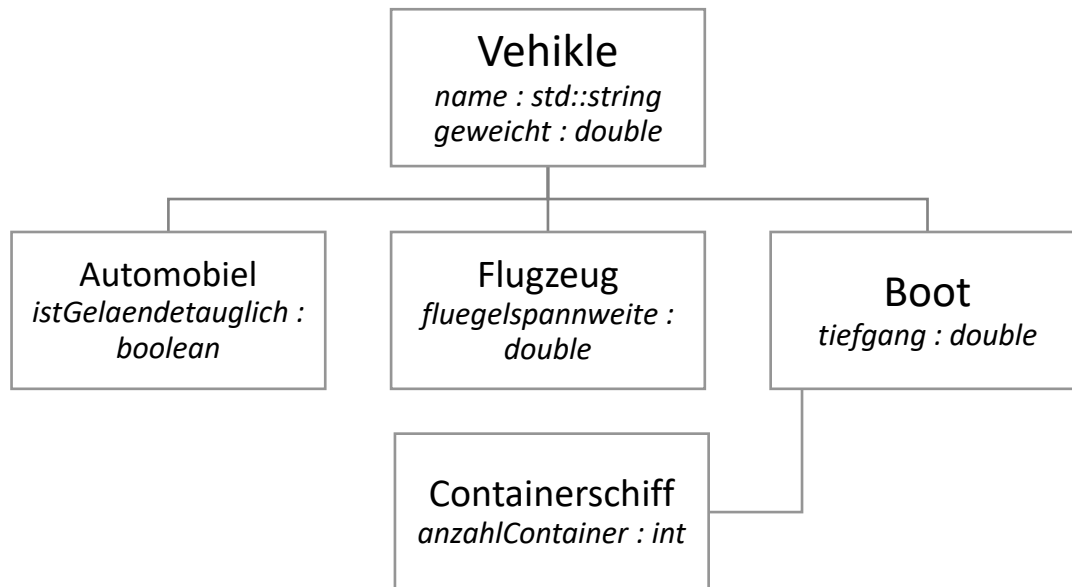 Vehikle
name : std::string
geweicht : double
Automobiel
istGelaendetauglich :
boolean
Flugzeug
fluegelspannweite :
double
Boot
tiefgang : double
Containerschiff
anzahlContainer : int